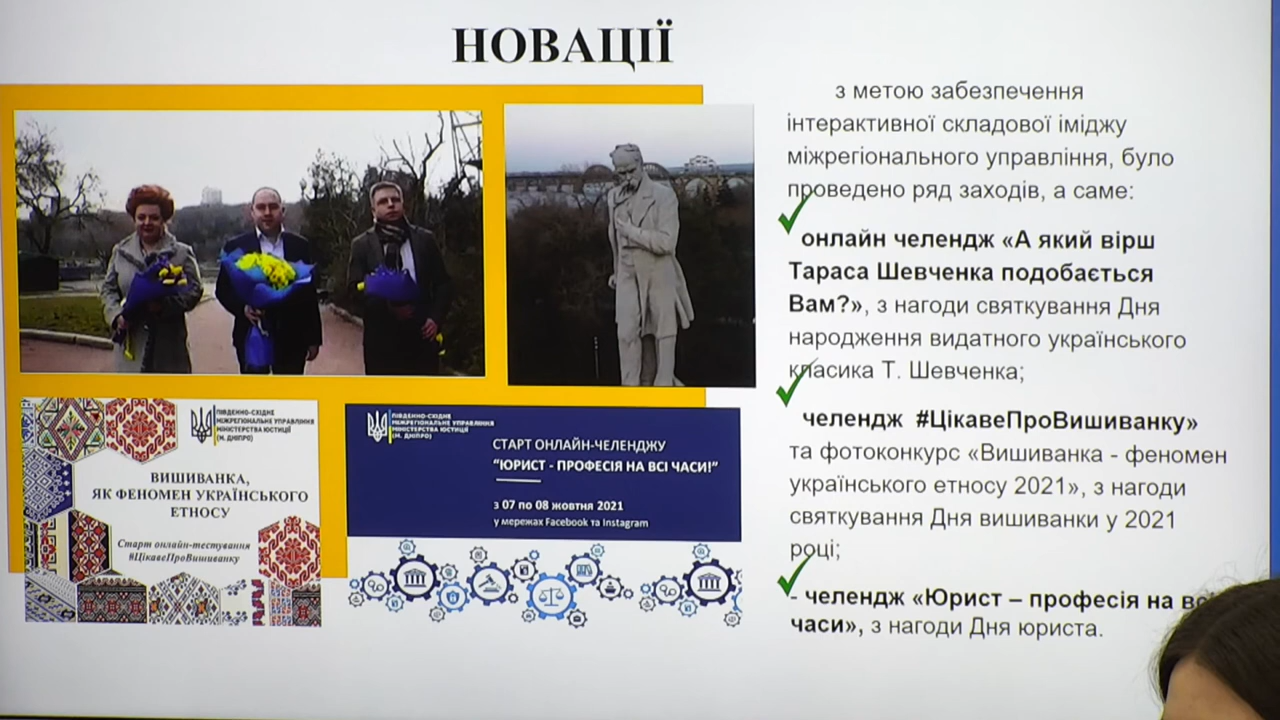 НОВАЦІЇ
з метою забезпечення
інтерактивної складової іміджу
міжрегіонального управління, було
проведено ряд заходів, а саме:
онлайн челендж «А який вірш
Тараса Шевченка подобається
Вам?», з нагоди святкування Дня
народження видатного українського
класика Т. Шевченка;
челендж #ЦікавеПроВишиванку»
та фотоконкурс «Вишиванка - феномен
українського етносу 2021», з нагоди
святкування Дня вишиванки у 2021
році;
- челендж «Юрист – професія на всі
часи», з нагоди Дня юриста.
ПІВДЕННО-СХІДНЕ
МІЖРЕГІОНАЛЬНЕ УПРАВЛІННЯ
МІНІСТЕРСТВА ЮСТИЦІЇ
(М. ДНІПРО)
ВИШИВАНКА,
ЯК ФЕНОМЕН УКРАЇНСЬКОГО
ЕТНОСУ
Старт онлайн-тестування
#ЦікавеПроВишиванку
ПІВДЕННО-СХІДНЕ
МІЖРЕГІОНАЛЬНЕ УПРАВЛІННЯ
МІНІСТЕРСТВА ЮСТИЦІЇ
(М. ДНІПРО)
СТАРТ ОНЛАЙН-ЧЕЛЕНДЖУ
"ЮРИСТ - ПРОФЕСІЯ НА ВСІ ЧАСИ!"
з 07 по 08 жовтня 2021
у мережах Facebook та Instagram